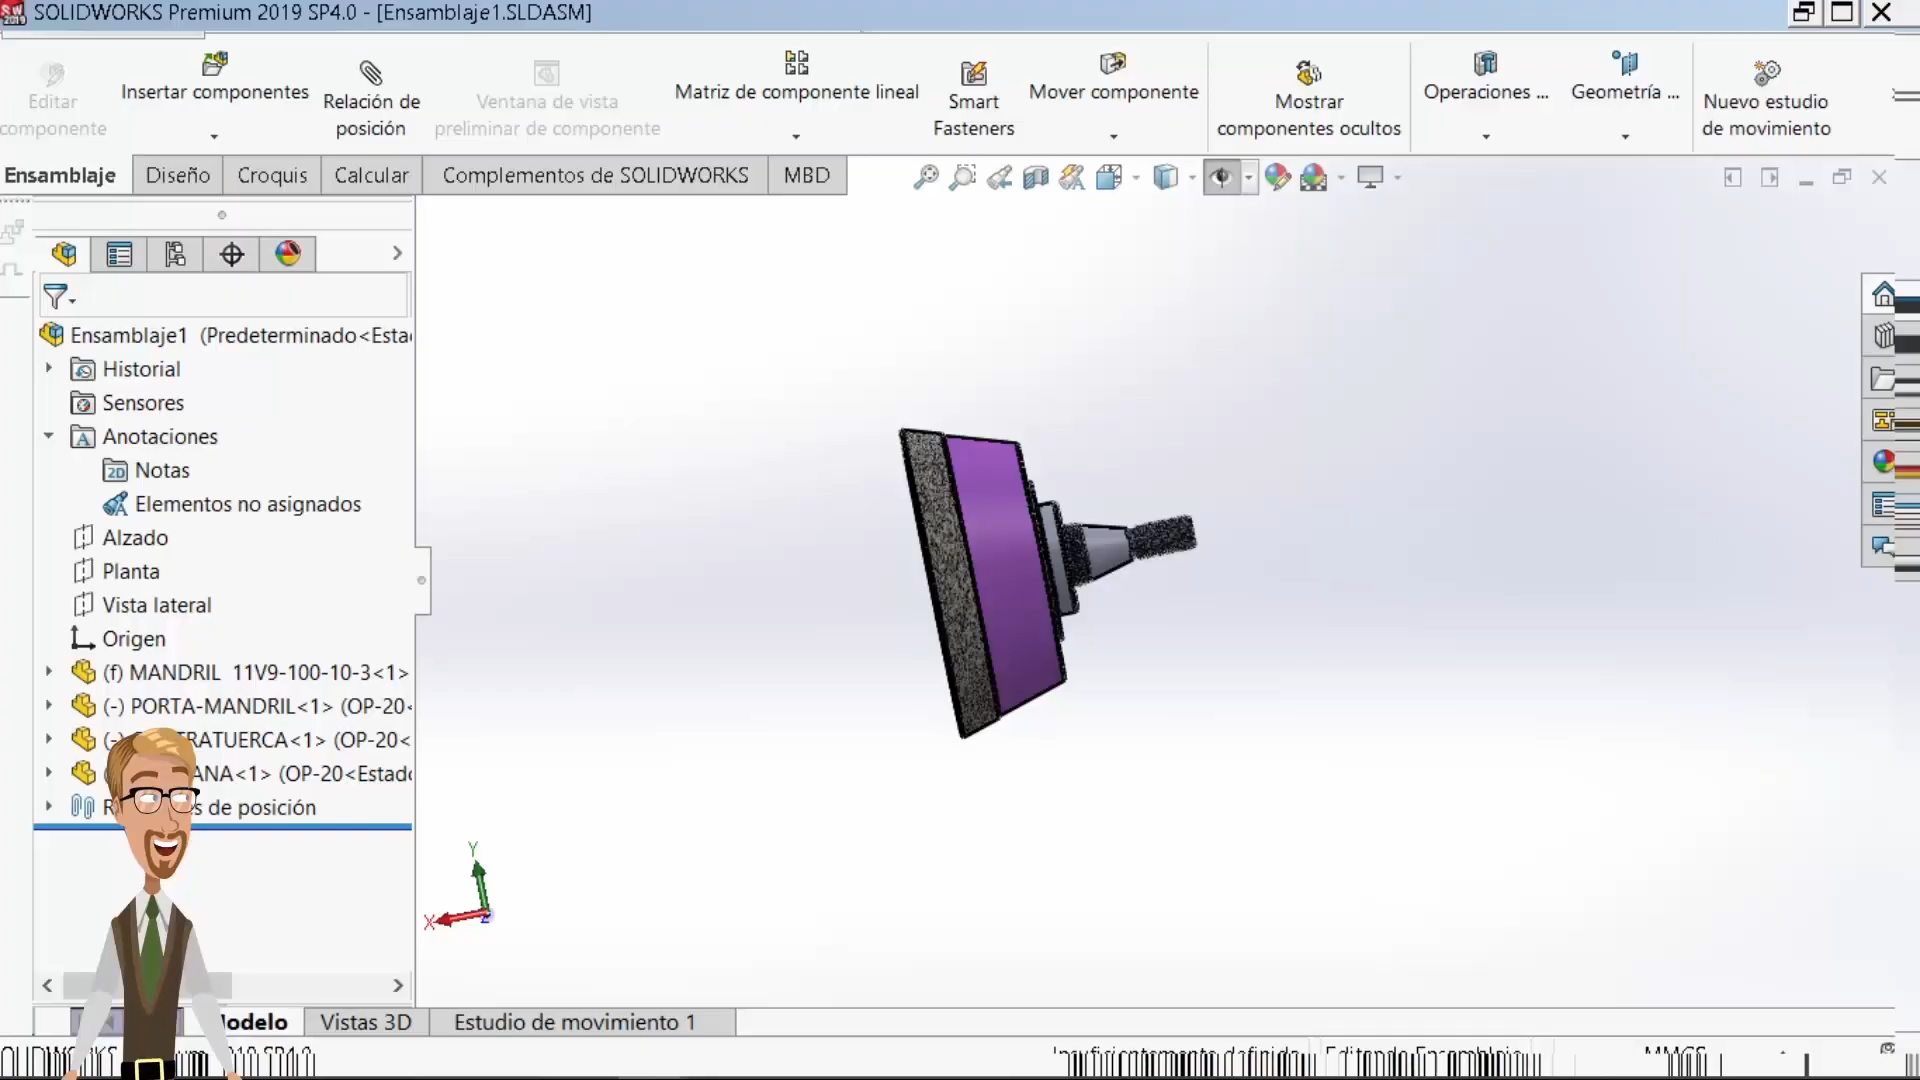 SOLIDWORKS Premium 2019 SP4.0 - [Ensamblaje1.SLDASM]
Editar
componente
Insertar componentes
Relación de
posición
Ventana de vista
preliminar de componente
Matriz de componente lineal
Smart
Fasteners
Mover componente
Mostrar
componentes ocultos
Operaciones ...
Geometría ...
Nuevo estudio
de movimiento
Ensamblaje
Diseño
Croquis
Calcular
Complementos de SOLIDWORKS
MBD
Ensamblaje1 (Predeterminado<Esta
Historial
Sensores
Anotaciones
Notas
Elementos no asignados
Alzado
Planta
Vista lateral
Origen
(f) MANDRIL 11V9-100-10-3<1>
(-) PORTA-MANDRIL<1> (OP-20<
TRATUERCA<1> (OP-20<
ANA<1> (OP-20<Estado
s de posición
Y
X
Z
Modelo
Vistas 3D
Estudio de movimiento 1